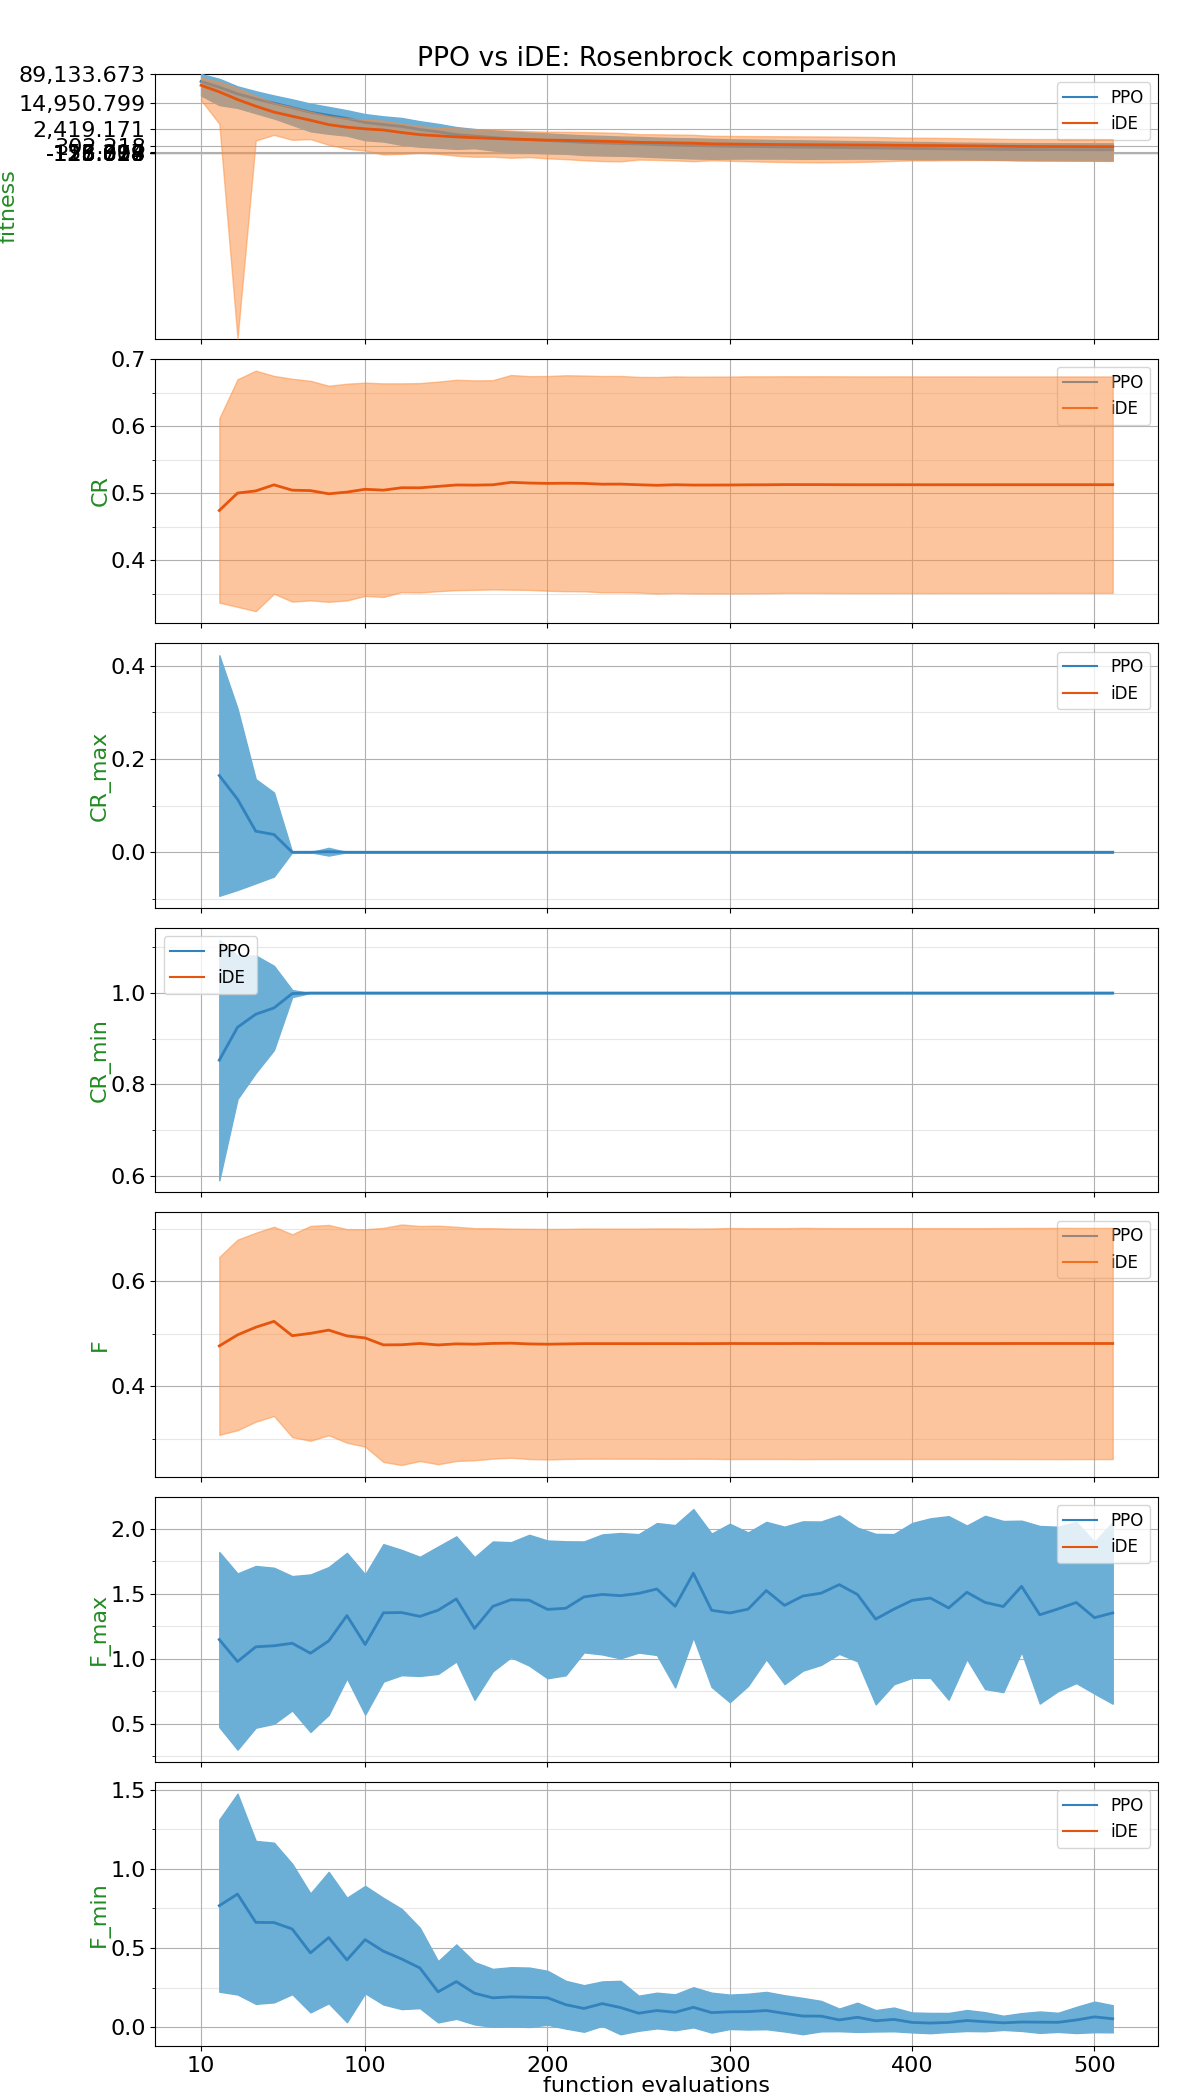 PPO vs iDE: Rosenbrock comparison
89,133.673
14,950.799
2,419.171
fitness
PPO
iDE
0.7
0.6
0.5
0.4
CR
PPO
iDE
0.4
0.2
0.0
CR_max
PPO
iDE
1.0
0.8
0.6
CR_min
PPO
iDE
0.6
0.4
F
PPO
iDE
2.0
1.5
1.0
0.5
F_max
PPO
iDE
1.5
1.0
0.5
0.0
F_min
PPO
iDE
10 100 200 300 400 500
function evaluations